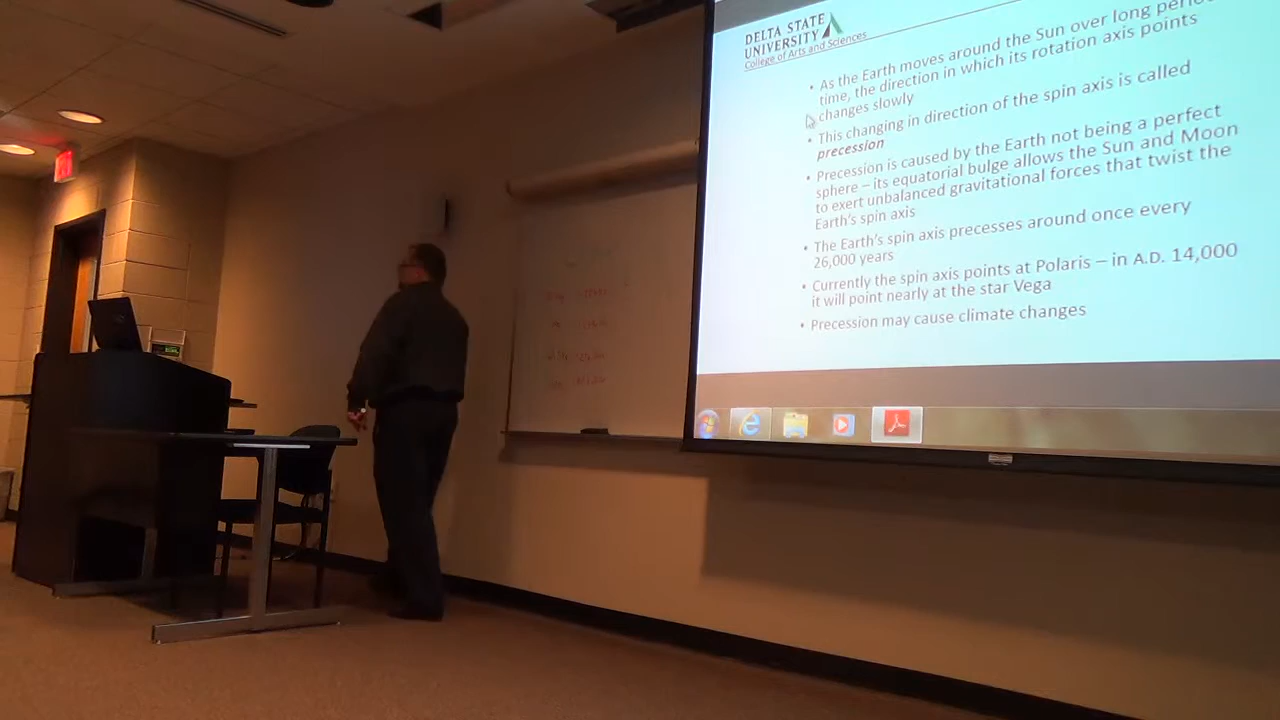 DELTA STATE
UNIVERSITY
College of Arts and Sciences
• As the Earth moves around the Sun over long
time, the direction in which its rotation axis points
changes slowly
• This changing in direction of the spin axis is called
precession
• Precession is caused by the Earth not being a perfect
sphere – its equatorial bulge allows the Sun and Moon
to exert unbalanced gravitational forces that twist the
Earth's spin axis
• The Earth's spin axis precesses around once every
26,000 years
• Currently the spin axis points at Polaris – in A.D. 14,000
it will point nearly at the star Vega
• Precession may cause climate changes